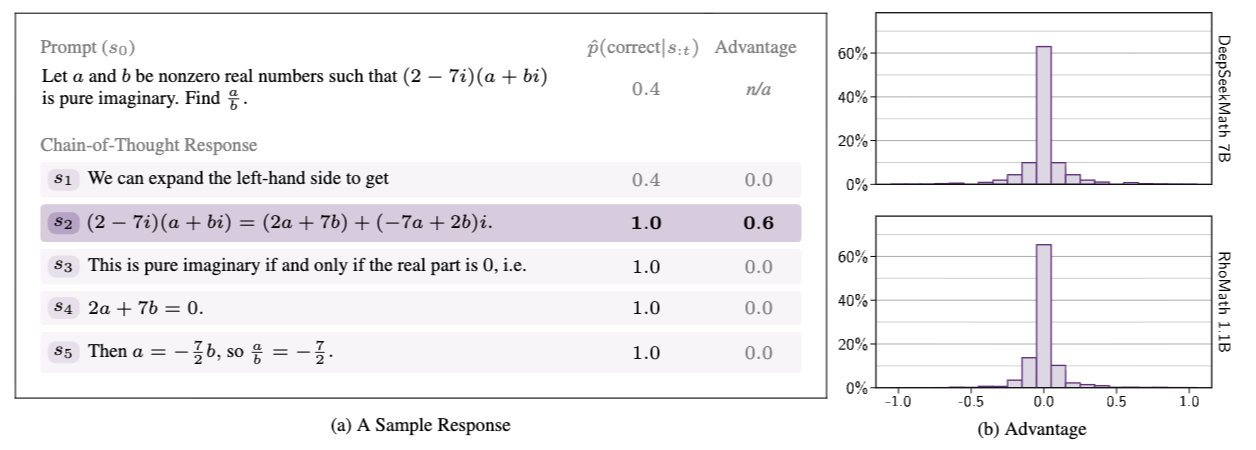 Prompt (s₀) p̂(correct|s:t) Advantage
Let a and b be nonzero real numbers such that (2 − 7i)(a + bi)
is pure imaginary. Find a/b. 0.4 n/a
Chain-of-Thought Response
s₁ We can expand the left-hand side to get 0.4 0.0
s₂ (2 − 7i)(a + bi) = (2a + 7b) + (−7a + 2b)i. 1.0 0.6
s₃ This is pure imaginary if and only if the real part is 0, i.e. 1.0 0.0
s₄ 2a + 7b = 0. 1.0 0.0
s₅ Then a = −7/2 b, so a/b = −7/2. 1.0 0.0
(a) A Sample Response
60%
40%
20%
0%
DeepSeekMath 7B
60%
40%
20%
0%
RhoMath 1.1B
-1.0 -0.5 0.0 0.5 1.0
(b) Advantage